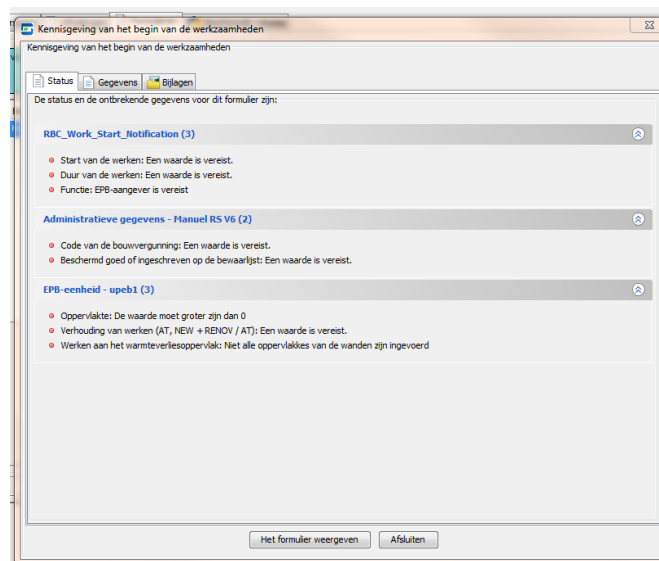 Kennisgeving van het begin van de werkzaamheden
Kennisgeving van het begin van de werkzaamheden
Status Gegevens Bijlagen
De status en de ontbrekende gegevens voor dit formulier zijn:
RBC_Work_Start_Notification (3)
Start van de werken: Een waarde is vereist.
Duur van de werken: Een waarde is vereist.
Functie: EPB-aangever is vereist
Administratieve gegevens - Manuel RS V6 (2)
Code van de bouwvergunning: Een waarde is vereist.
Beschermd goed of ingeschreven op de bewaarlijst: Een waarde is vereist.
EPB-eenheid - upeb1 (3)
Oppervlakte: De waarde moet groter zijn dan 0
Verhouding van werken (AT, NEW + RENOV / AT): Een waarde is vereist.
Werken aan het warmteverliesoppervlak: Niet alle oppervlakkes van de wanden zijn ingevoerd
Het formulier weergeven Afsluiten